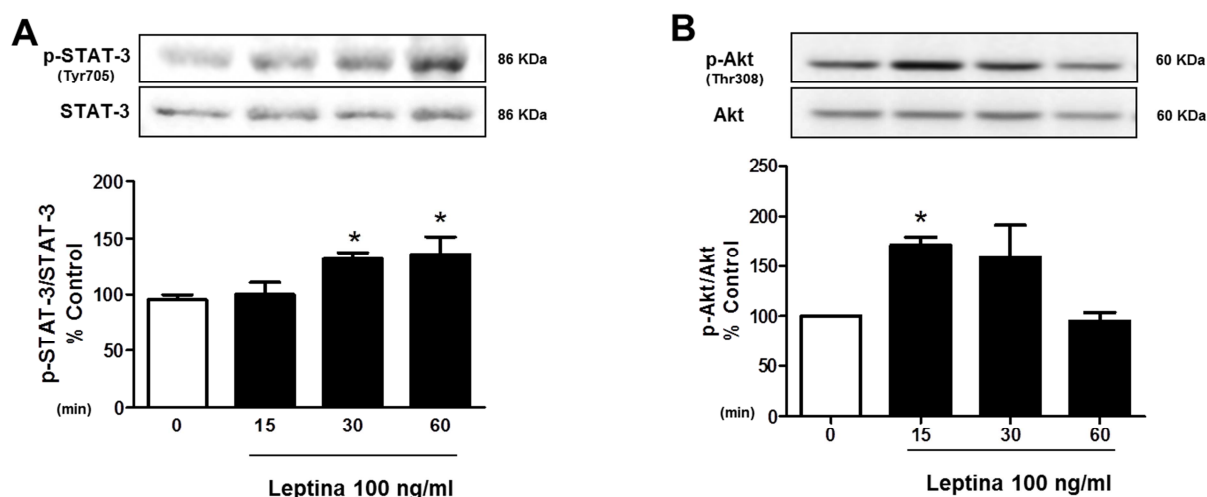 A
p-STAT-3
(Tyr705)
86 KDa
STAT-3
86 KDa
p-STAT-3/STAT-3
% Control
200
150
100
50
0
* *
(min)
0 15 30 60
Leptina 100 ng/ml
B
p-Akt
(Thr308)
60 KDa
Akt
60 KDa
p-Akt/Akt
% Control
250
200
150
100
50
0
*
(min)
0 15 30 60
Leptina 100 ng/ml